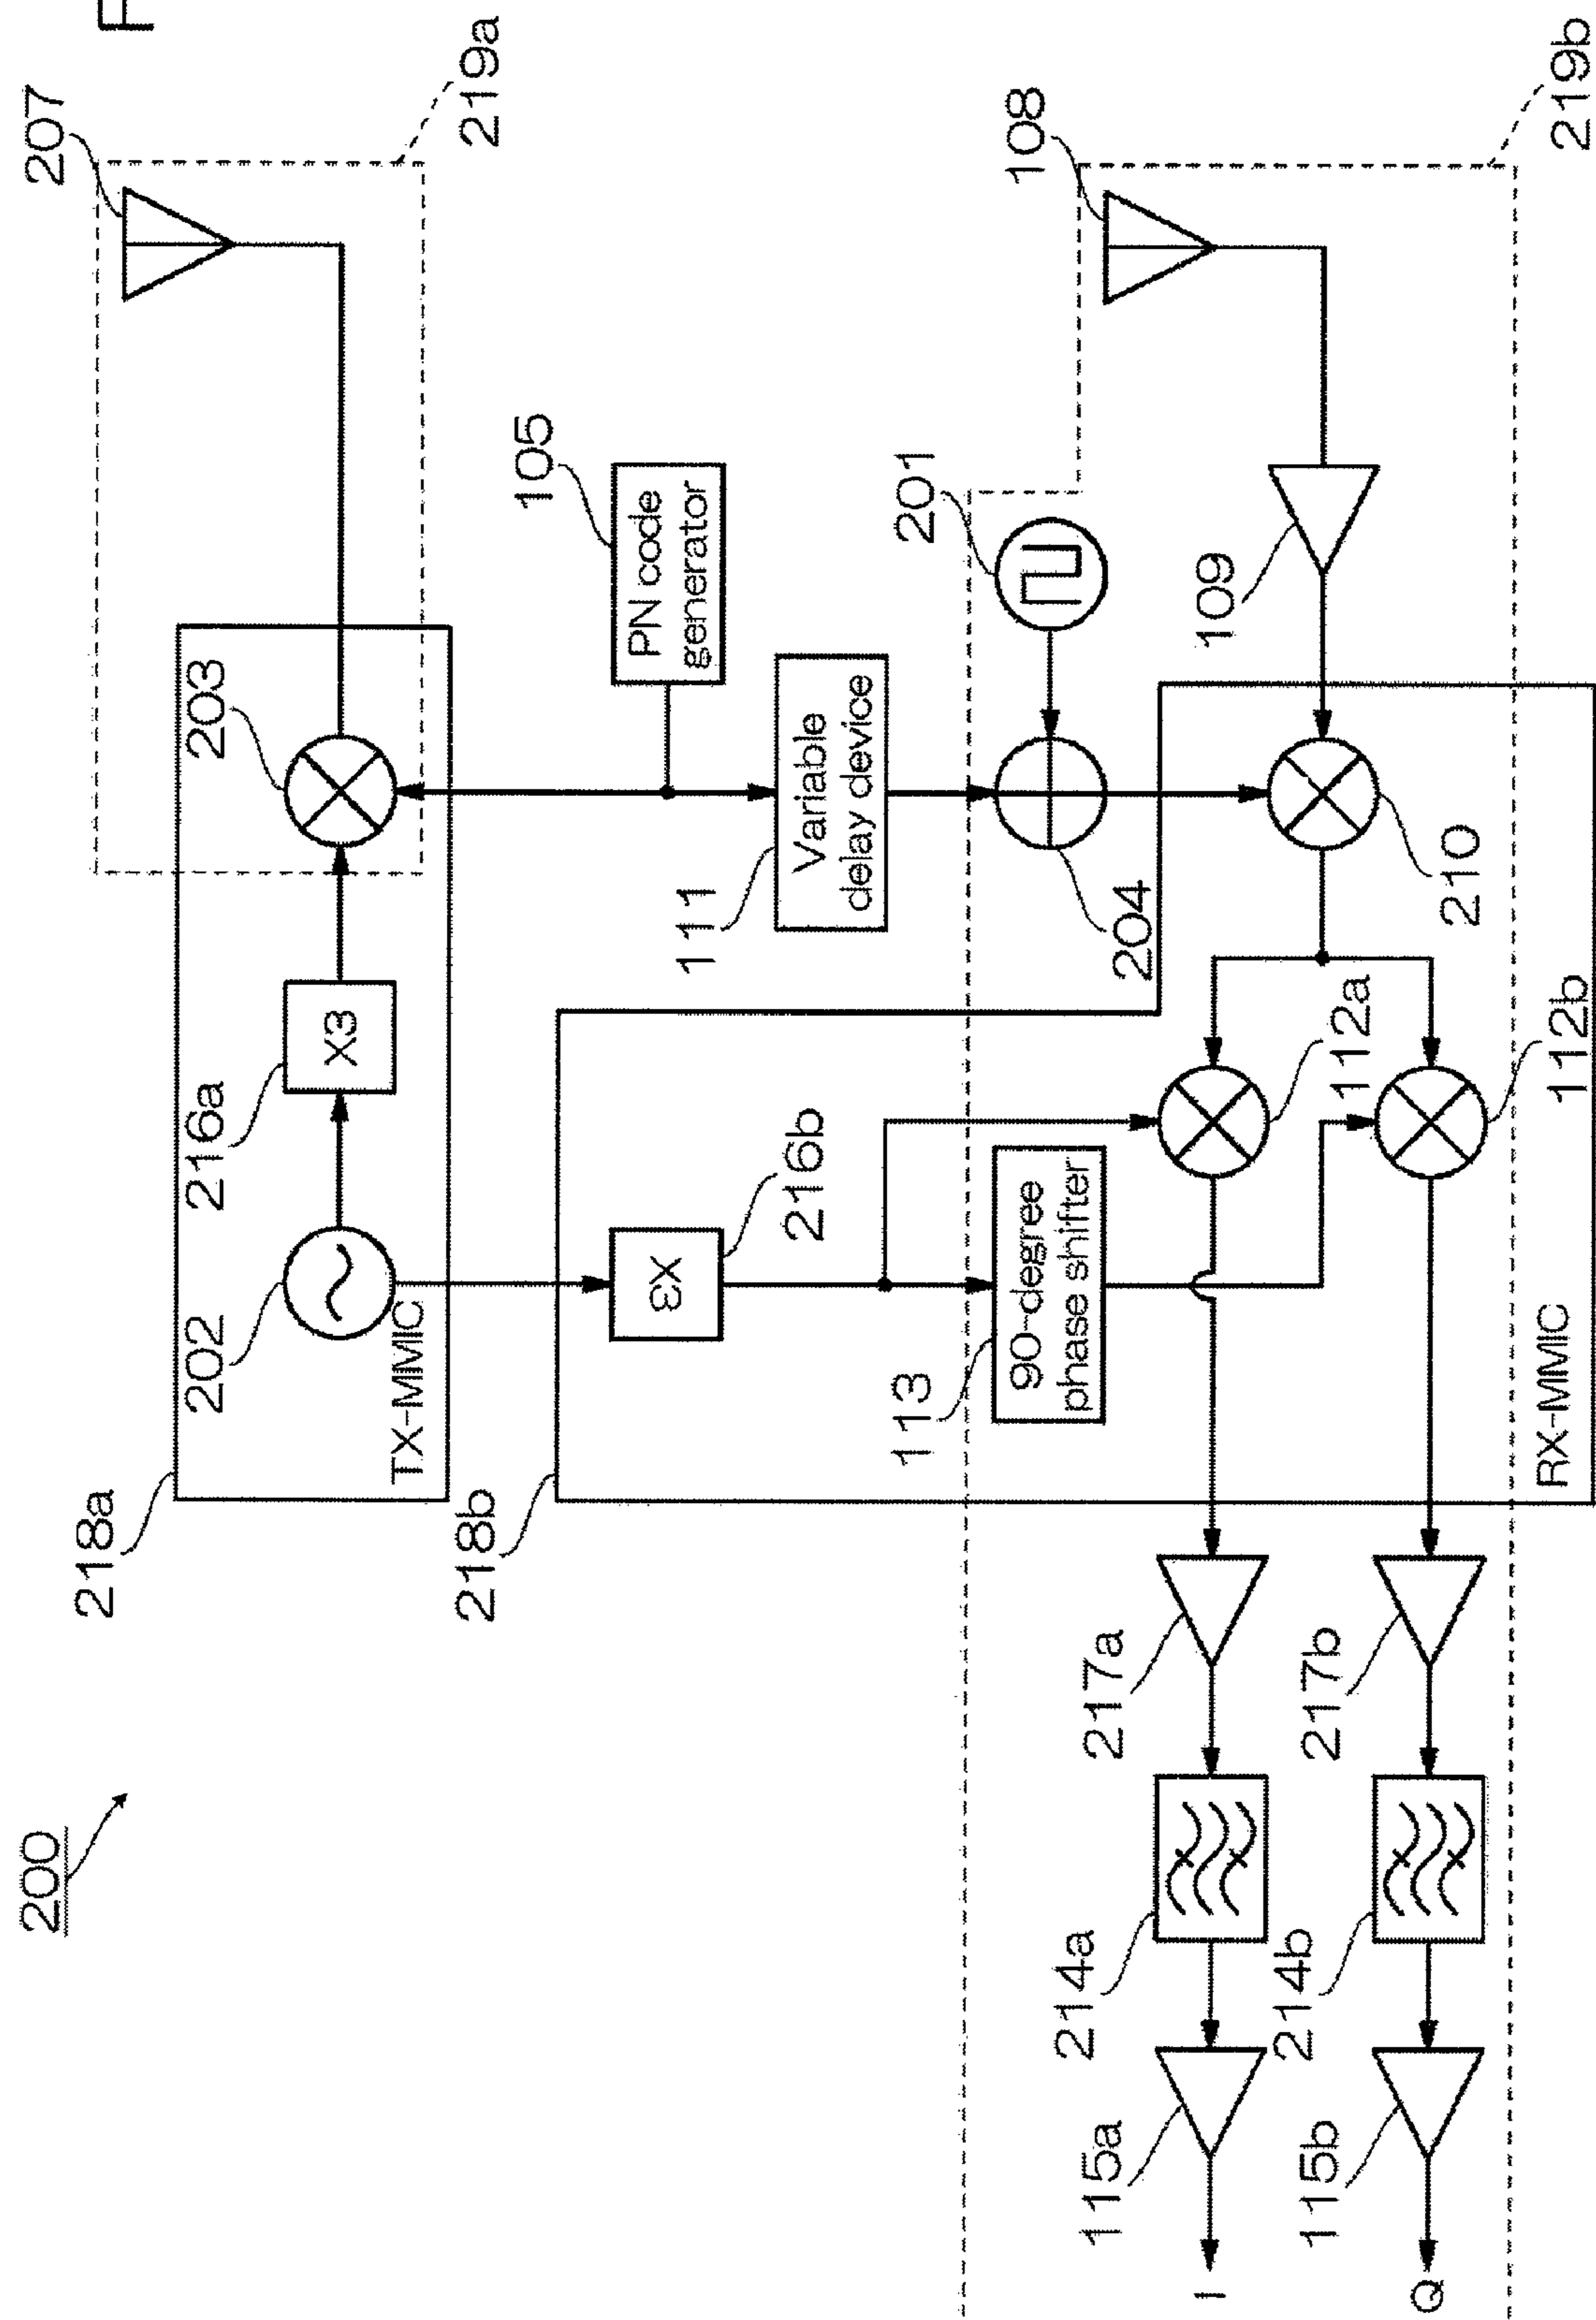 200
207
218a
202
216a
203
X3
TX-MMIC
218b
219a
105
PN code
generator
X3
216b
111
Variable
delay device
113
201
90-degree
phase shifter
108
115a
214a
217a
204
109
I
115b
214b
217b
112a
Q
210
RX-MMIC
112b
219b